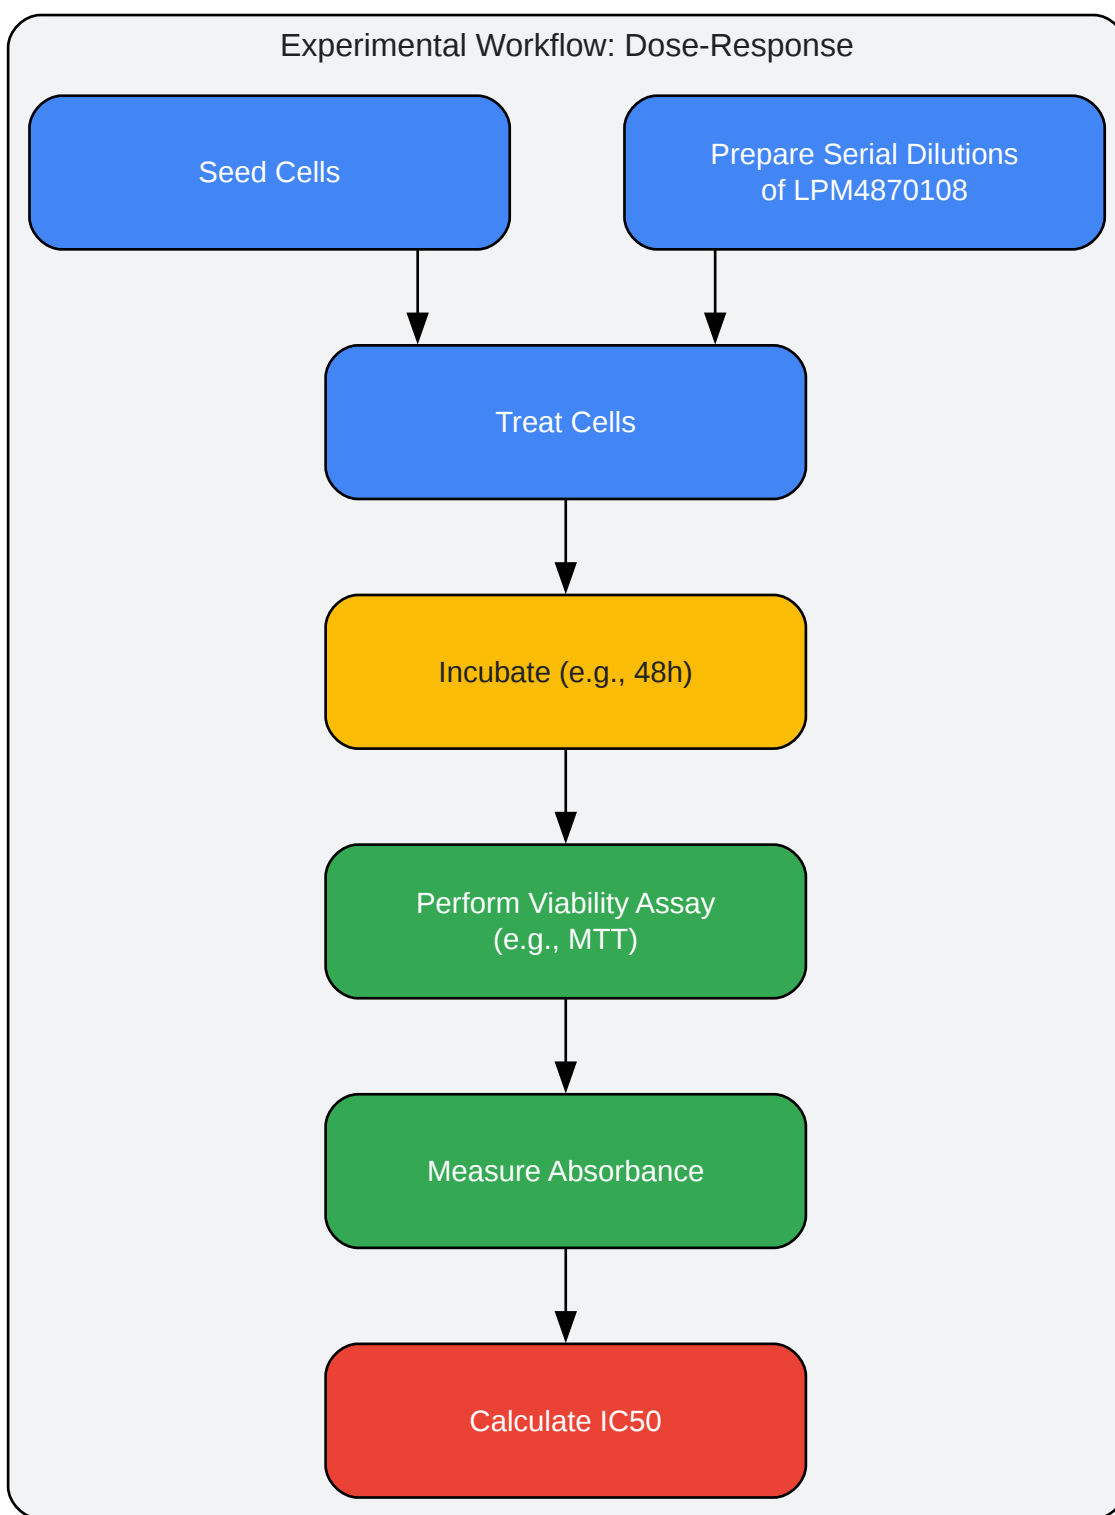 Experimental Workflow: Dose-Response
Seed Cells
Prepare Serial Dilutions
of LPM4870108
Treat Cells
Incubate (e.g., 48h)
Perform Viability Assay
(e.g., MTT)
Measure Absorbance
Calculate IC50